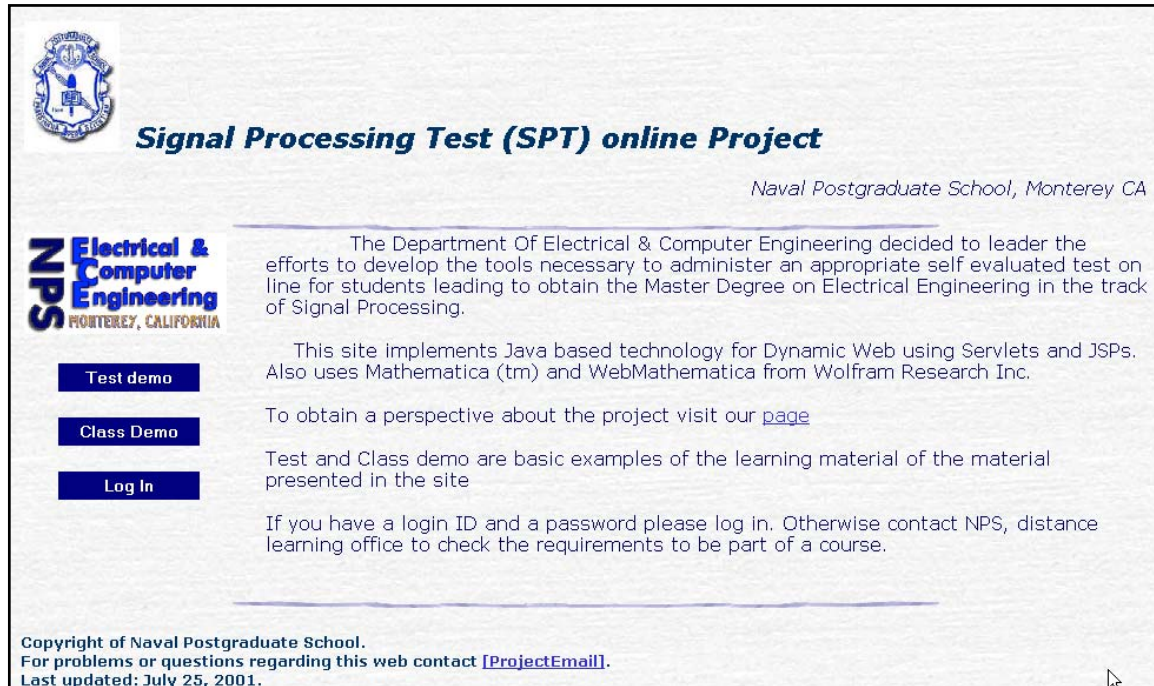 Signal Processing Test (SPT) online Project
Naval Postgraduate School, Monterey CA
NPS
Electrical &
Computer
Engineering
MONTEREY, CALIFORNIA
Test demo
Class Demo
Log In
The Department Of Electrical & Computer Engineering decided to leader the
efforts to develop the tools necessary to administer an appropriate self evaluated test on
line for students leading to obtain the Master Degree on Electrical Engineering in the track
of Signal Processing.
This site implements Java based technology for Dynamic Web using Servlets and JSPs.
Also uses Mathematica (tm) and WebMathematica from Wolfram Research Inc.
To obtain a perspective about the project visit our page
Test and Class demo are basic examples of the learning material of the material
presented in the site
If you have a login ID and a password please log in. Otherwise contact NPS, distance
learning office to check the requirements to be part of a course.
Copyright of Naval Postgraduate School.
For problems or questions regarding this web contact [ProjectEmail].
Last updated: July 25, 2001.